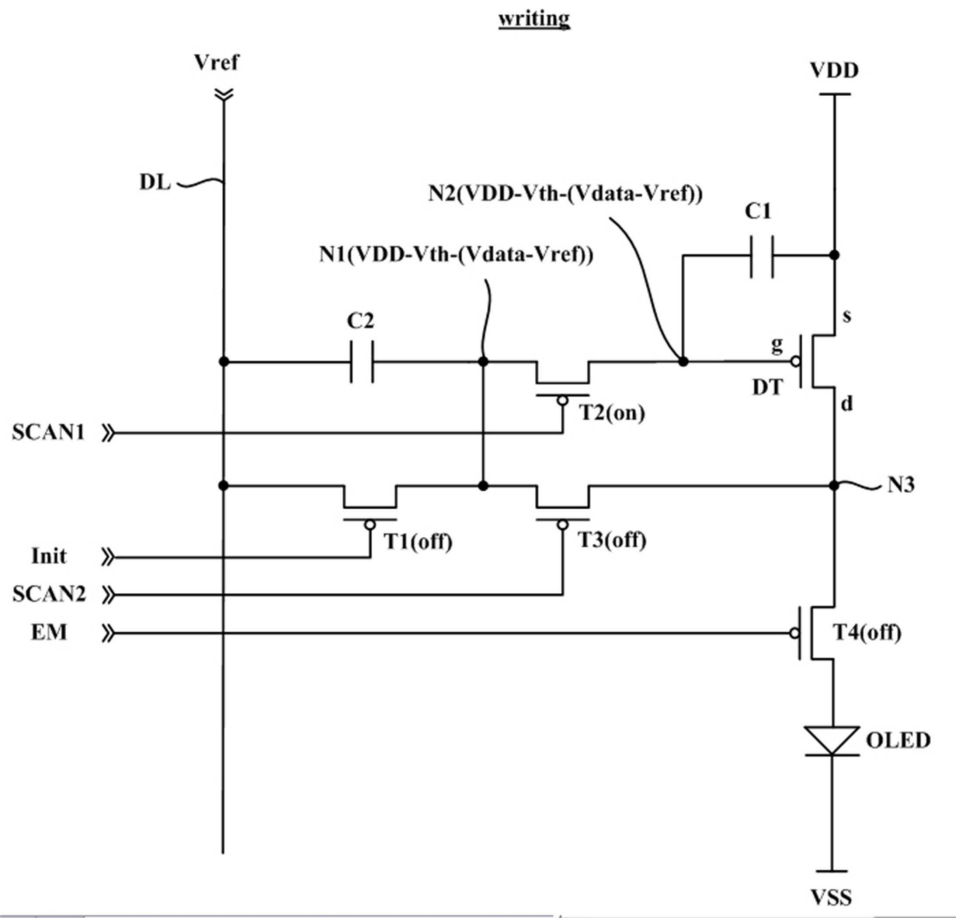 writing
Vref
VDD
DL
N2(VDD-Vth-(Vdata-Vref))
C1
N1(VDD-Vth-(Vdata-Vref))
C2
s
g
DT
d
T2(on)
SCAN1
N3
T1(off)
T3(off)
Init
SCAN2
EM
T4(off)
OLED
VSS